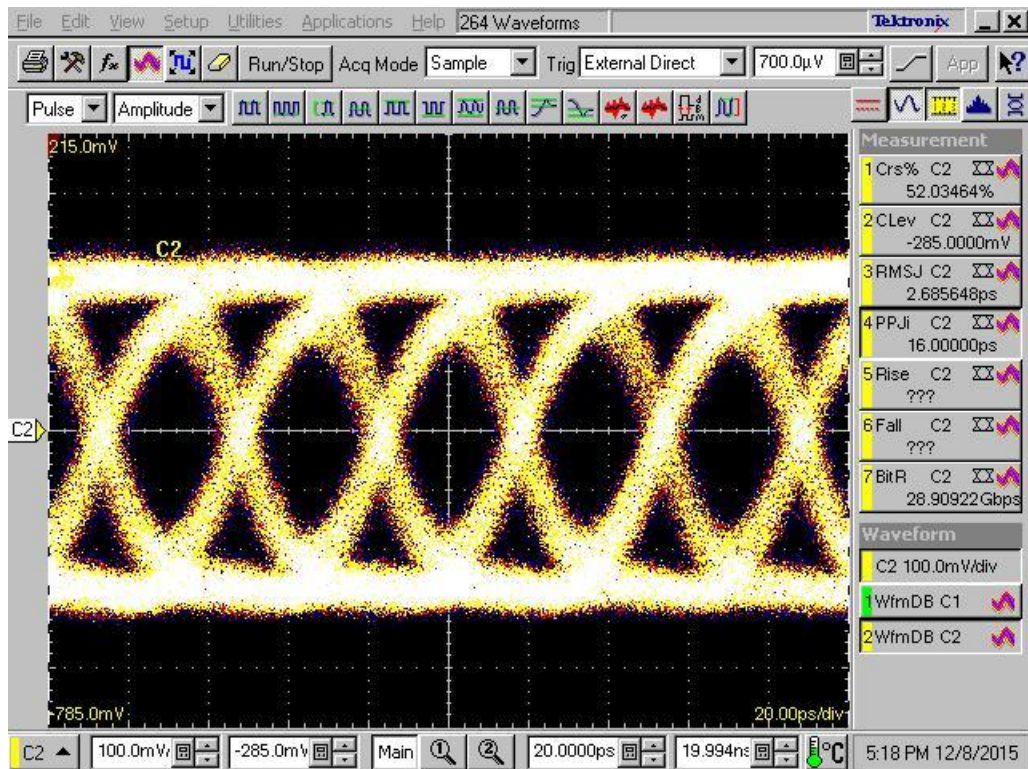 File Edit View Setup Utilities Applications Help 264 Waveforms Tektronix
Run/Stop Acq Mode Sample Trig External Direct 700.0µV App
Pulse Amplitude
215.0mV
C2
C2
-785.0mV
20.00ps/div
Measurement
1 Crs% C2
52.03464%
2 CLev C2
-285.0000mV
3 RMSJ C2
2.685648ps
4 PPJi C2
16.00000ps
5 Rise C2
???
6 Fall C2
???
7 BitR C2
28.90922Gbps
Waveform
C2 100.0mV/div
1 WfmDB C1
2 WfmDB C2
C2 100.0mV/ -285.0mV Main 1 2 20.0000ps 19.994ns °C 5:18 PM 12/8/2015